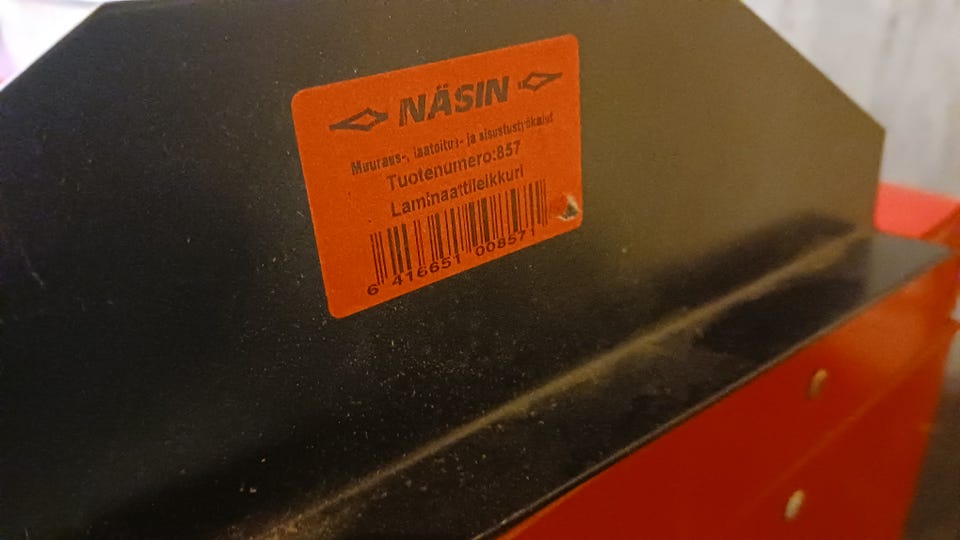 NÄSIN
Muuraus-, laatoitus- ja sisustustyökalut
Tuotenumero:857
Laminaattileikkuri
6 416651 008571